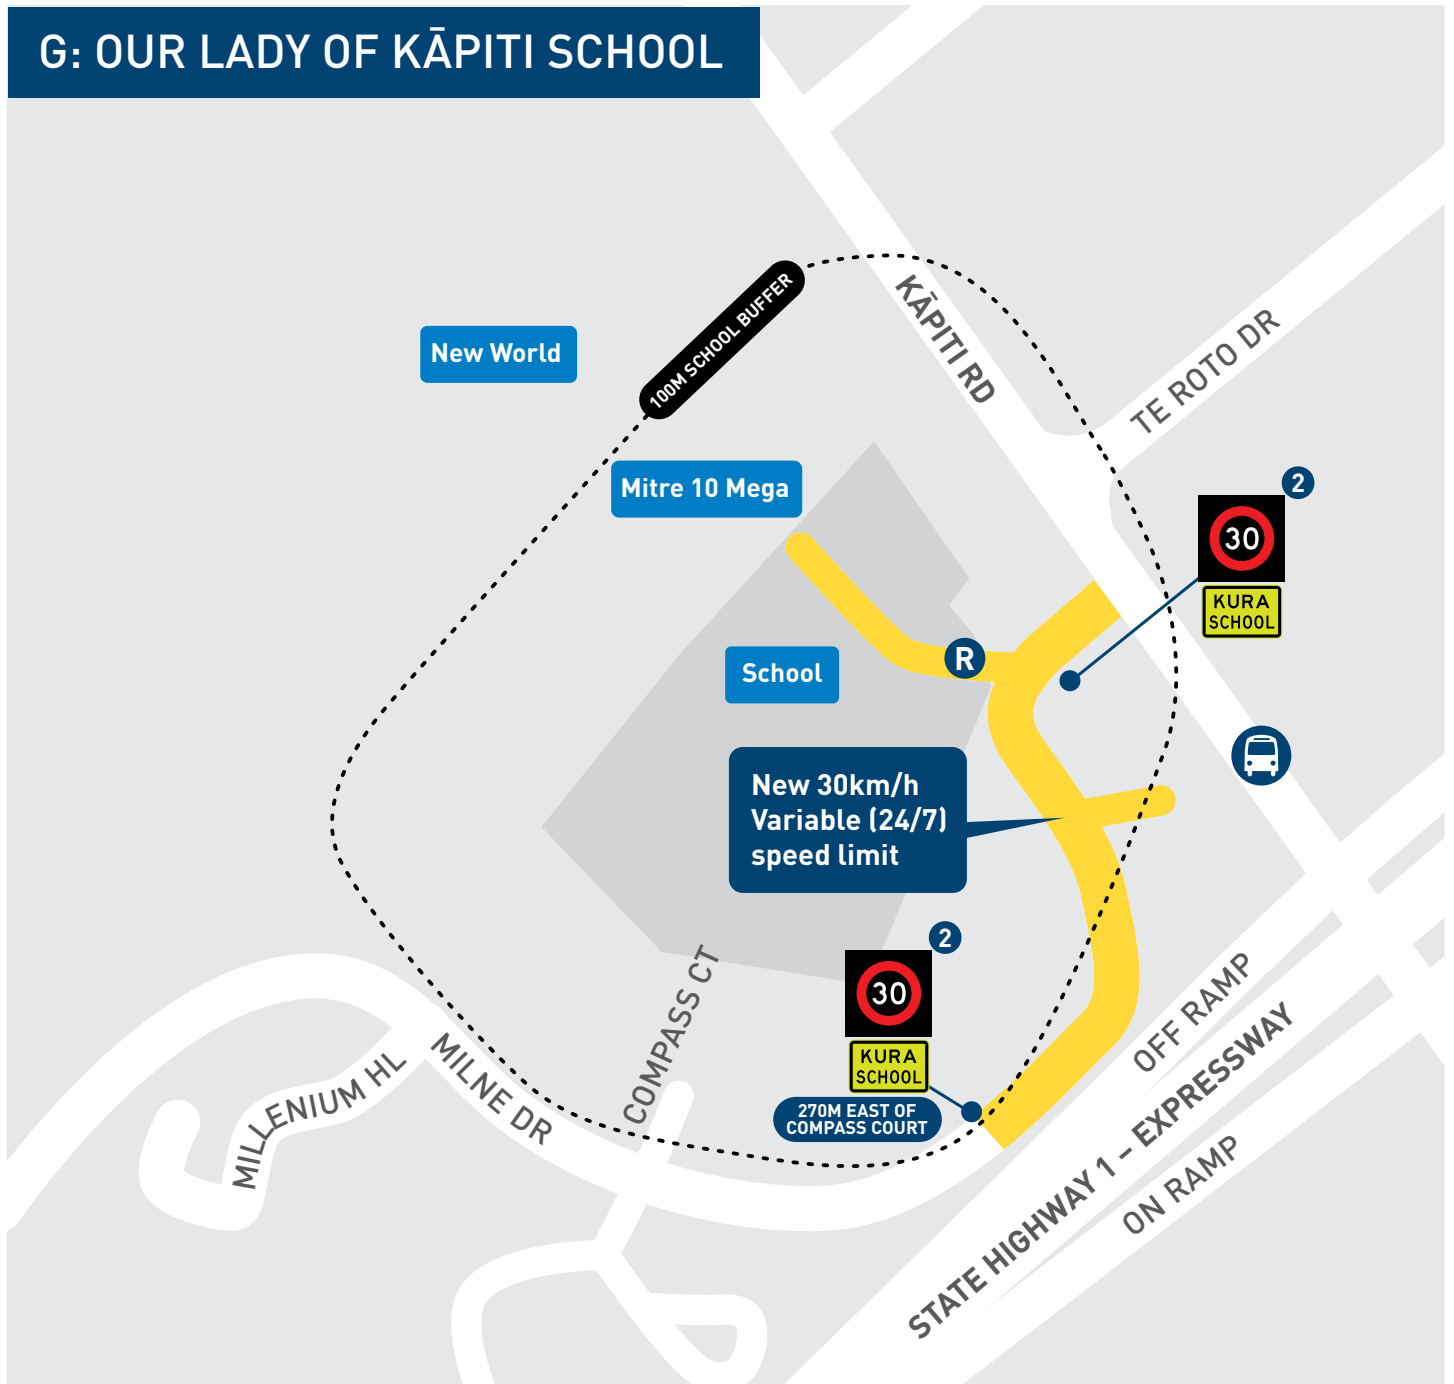 G: OUR LADY OF KĀPITI SCHOOL
100M SCHOOL BUFFER
KĀPITI RD
New World
TE ROTO DR
Mitre 10 Mega
2
30
KURA
SCHOOL
R
School
New 30km/h
Variable (24/7)
speed limit
2
30
KURA
SCHOOL
270M EAST OF
COMPASS COURT
COMPASS CT
MILLENIUM HL
MILNE DR
OFF RAMP
STATE HIGHWAY 1 – EXPRESSWAY
ON RAMP